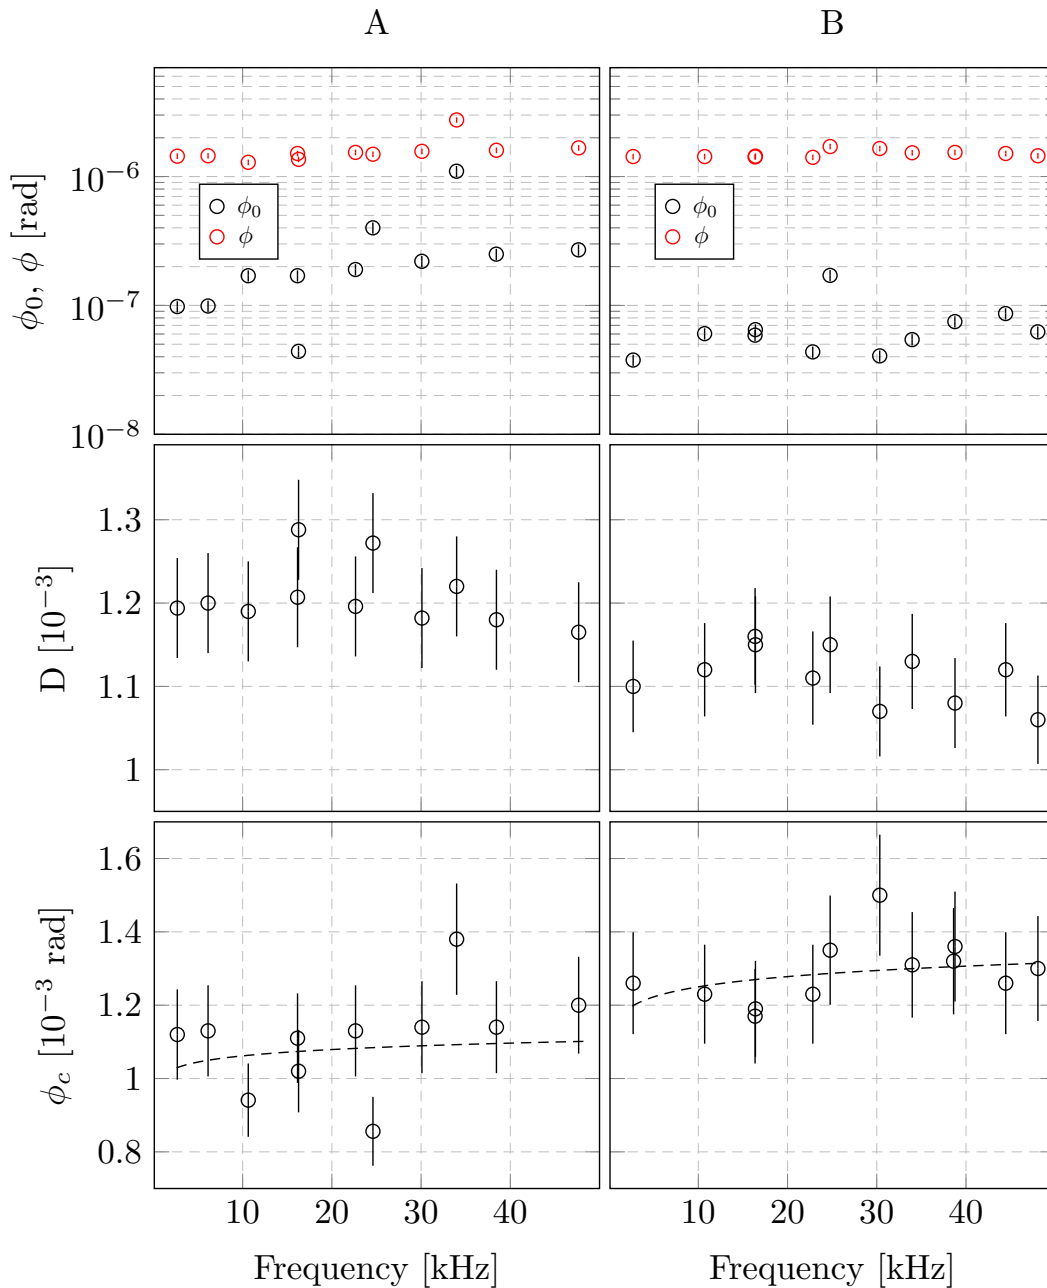 A B
ϕ₀, ϕ [rad]
10⁻⁶
10⁻⁷
10⁻⁸
ϕ₀
ϕ
ϕ₀
ϕ
D [10⁻³]
1.3
1.2
1.1
1
ϕ_c [10⁻³ rad]
1.6
1.4
1.2
1
0.8
10 20 30 40 10 20 30 40
Frequency [kHz] Frequency [kHz]